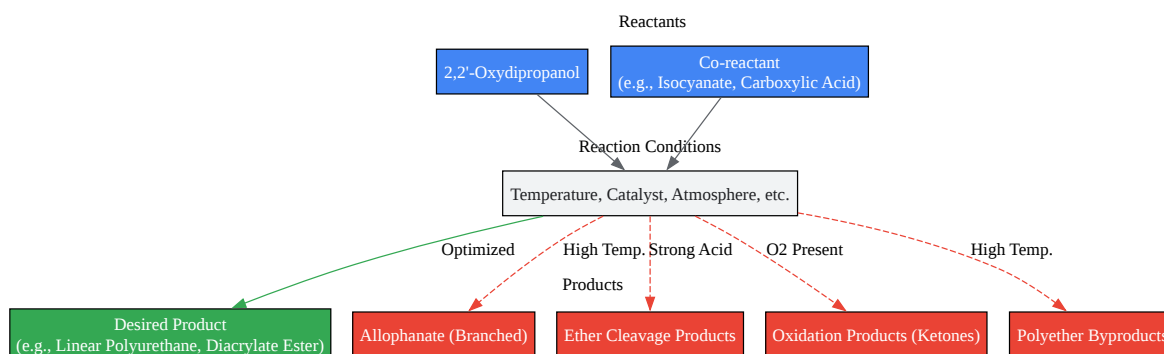 Reactants
2,2'-Oxydipropanol
Co-reactant
(e.g., Isocyanate, Carboxylic Acid)
Reaction Conditions
Temperature, Catalyst, Atmosphere, etc.
Optimized
High Temp.
Strong Acid
O2 Present
High Temp.
Products
Desired Product
(e.g., Linear Polyurethane, Diacrylate Ester)
Allophanate (Branched)
Ether Cleavage Products
Oxidation Products (Ketones)
Polyether Byproducts